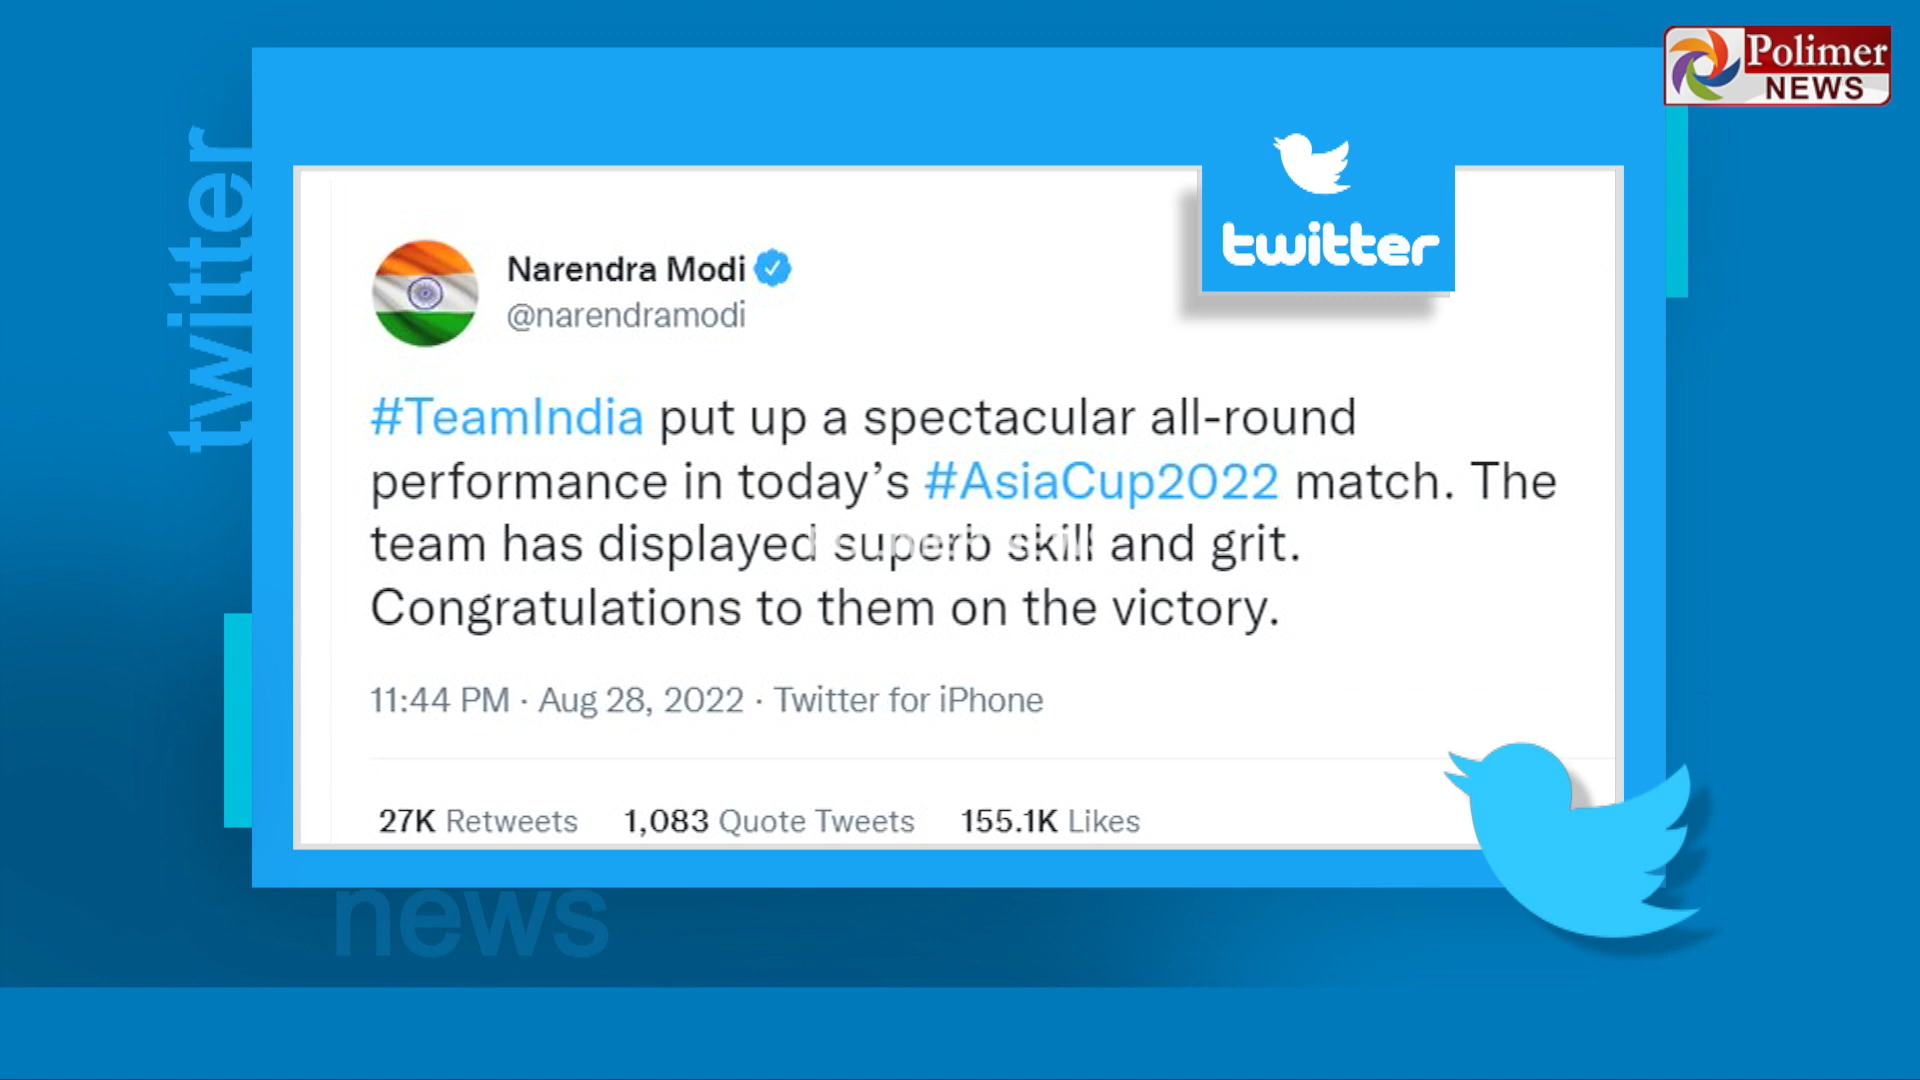 Polimer
NEWS
twitter
twitter
Narendra Modi
@narendramodi
#TeamIndia put up a spectacular all-round
performance in today’s #AsiaCup2022 match. The
team has displayed superb skill and grit.
Congratulations to them on the victory.
11:44 PM · Aug 28, 2022 · Twitter for iPhone
27K Retweets 1,083 Quote Tweets 155.1K Likes
news